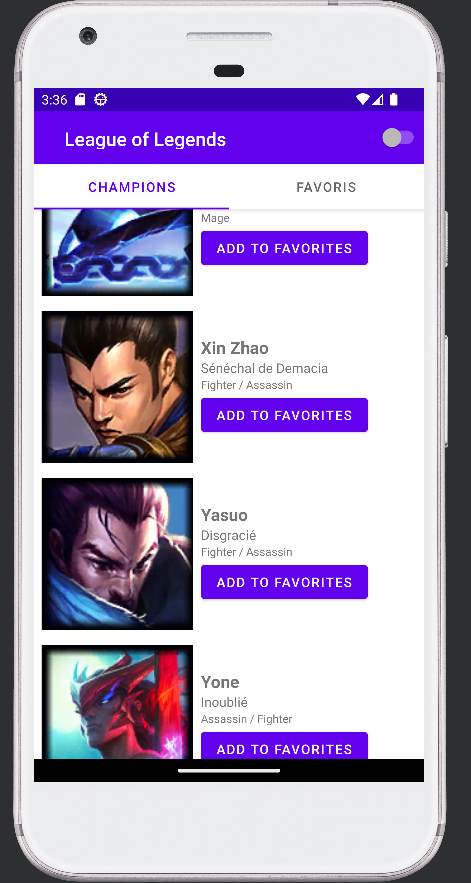 3:36
League of Legends
CHAMPIONS
FAVORIS
Mage
ADD TO FAVORITES
Xin Zhao
Sénéchal de Demacia
Fighter / Assassin
ADD TO FAVORITES
Yasuo
Disgracié
Fighter / Assassin
ADD TO FAVORITES
Yone
Inoublié
Assassin / Fighter
ADD TO FAVORITES